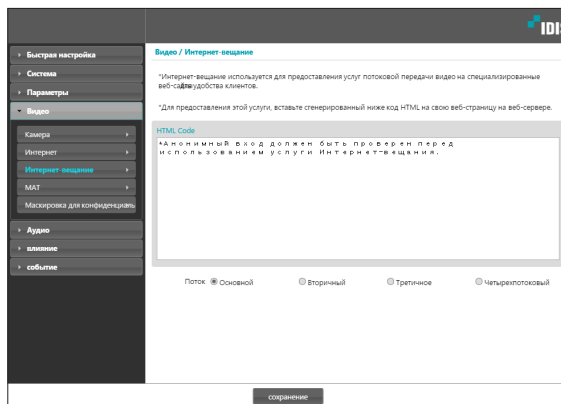 IDIS
Быстрая настройка
Система
Параметры
Видео
Камера
Интернет
Интернет-вещание
MAT
Маскировка для конфиденциаль
Аудио
влияние
событие
Видео / Интернет-вещание
*Интернет-вещание используется для предоставления услуг потоковой передачи видео на специализированные
удобства клиентов.
*Для предоставления этой услуги, вставьте сгенерированный ниже код HTML на свою веб-страницу на веб-сервере.
HTML Code
*Анонимный вход должен быть проверен перед
использованием услуги Интернет-вещания.
Поток Основной Вторичный Третичное Четырехпотоковый
сохранение